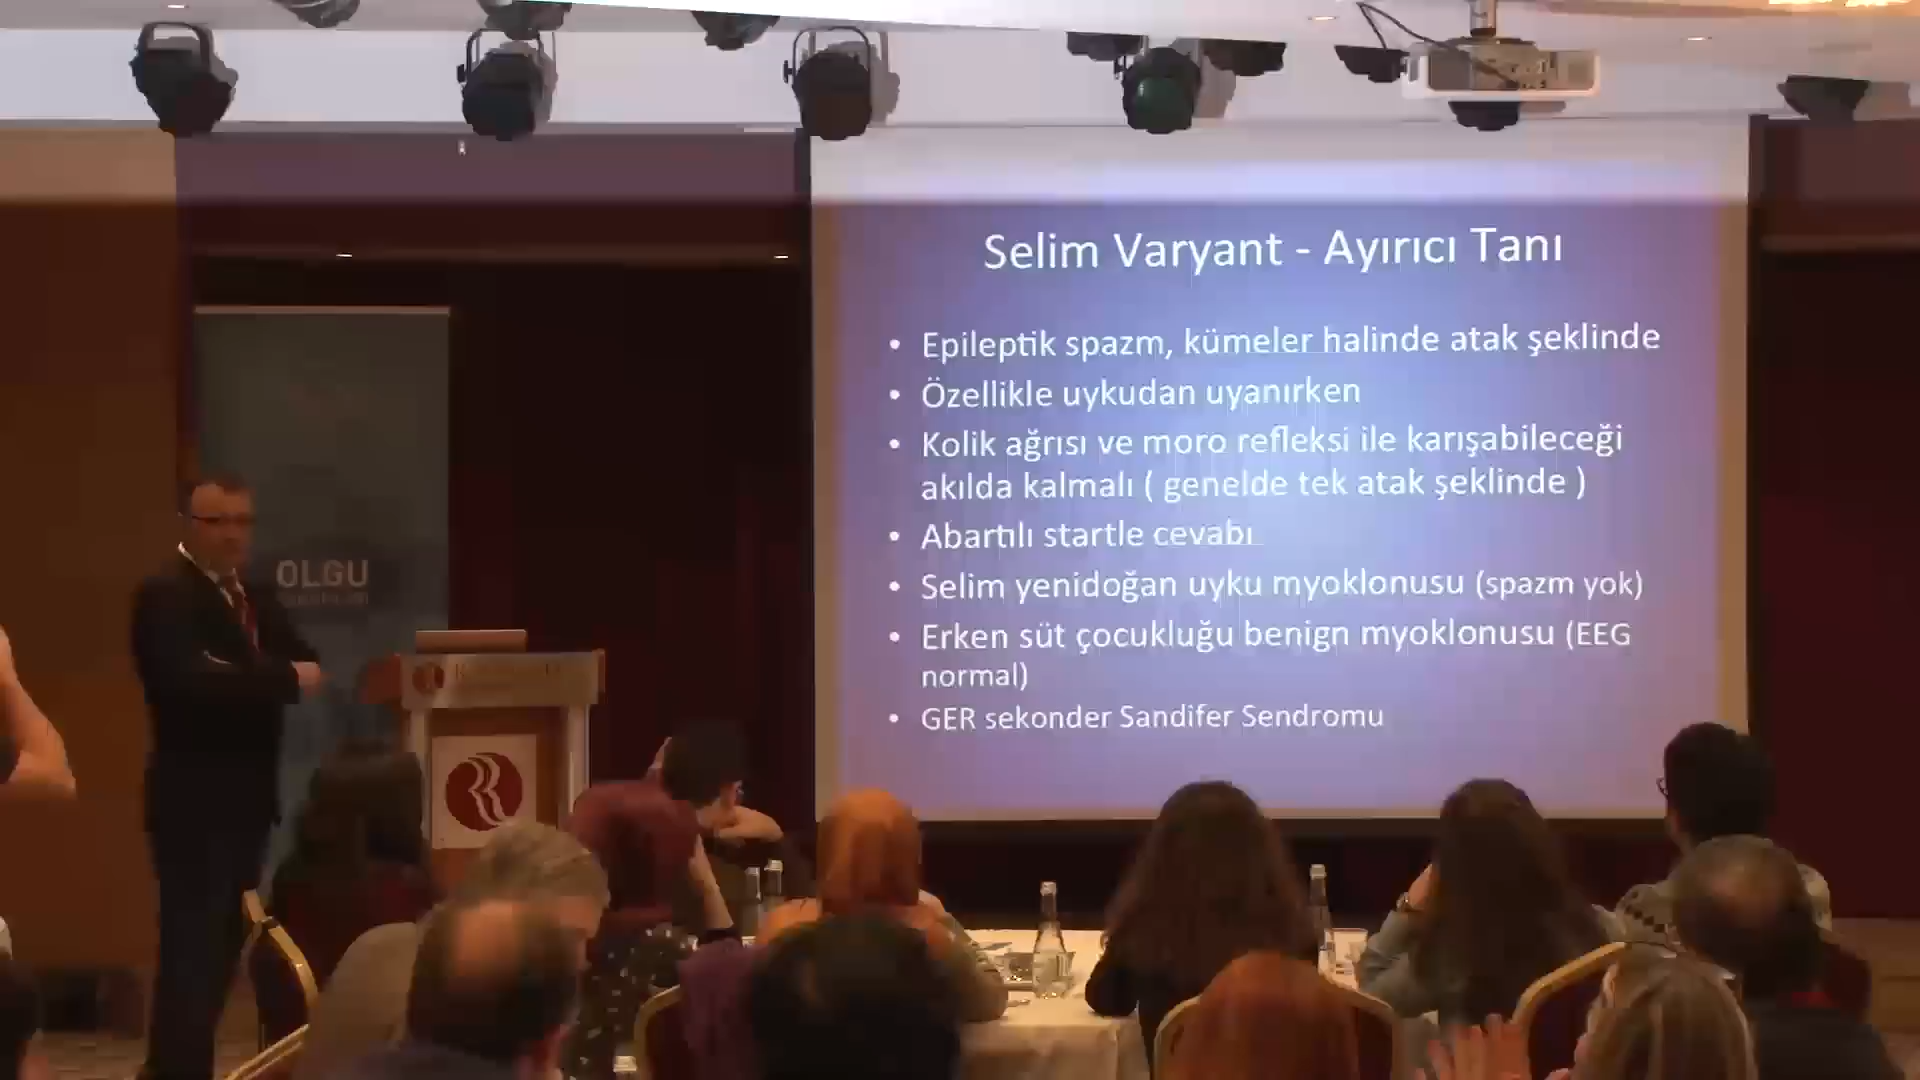 Selim Varyant - Ayırıcı Tanı
• Epileptik spazm, kümeler halinde atak şeklinde
• Özellikle uykudan uyanırken
• Kolik ağrısı ve moro refleksi ile karışabileceği
akılda kalmalı ( genelde tek atak şeklinde )
• Abartılı startle cevabı
• Selim yenidoğan uyku myoklonusu (spazm yok)
• Erken süt çocukluğu benign myoklonusu (EEG
normal)
• GER sekonder Sandifer Sendromu
OLGU